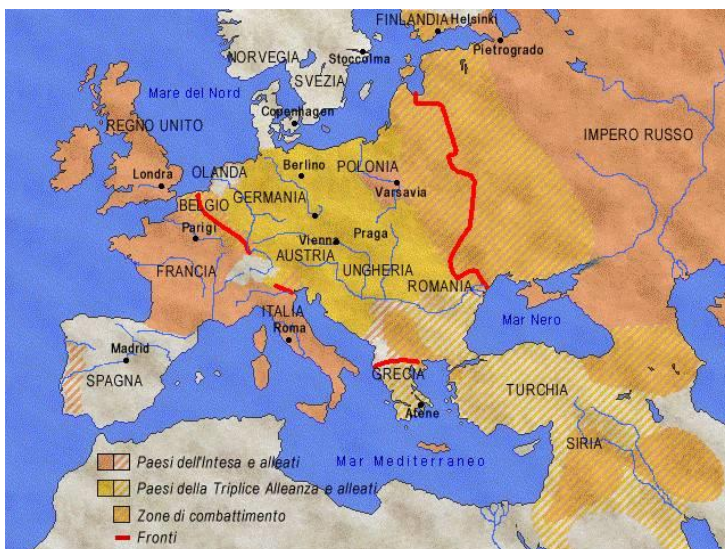 FINLANDIA
Helsinki
NORVEGIA
Stoccolma
Pietrogrado
SVEZIA
Mare del Nord
Copenhagen
REGNO UNITO
IMPERO RUSSO
OLANDA
Berlino
POLONIA
Londra
Varsavia
BELGIO
GERMANIA
Parigi
Praga
Vienna
AUSTRIA
FRANCIA
UNGHERIA
ROMANIA
ITALIA
Mar Nero
Roma
Madrid
SPAGNA
GRECIA
TURCHIA
Atene
SIRIA
Mar Mediterraneo
Paesi dell'Intesa e alleati
Paesi della Triplice Alleanza e alleati
Zone di combattimento
Fronti